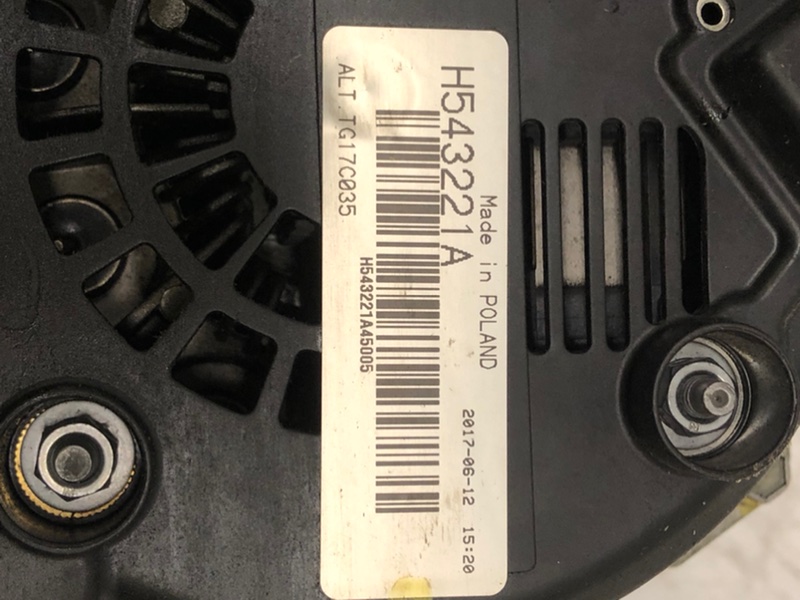 Made in POLAND 2017-06-12 15:20
H543221A
H543221A45005
ALT. TG17C035